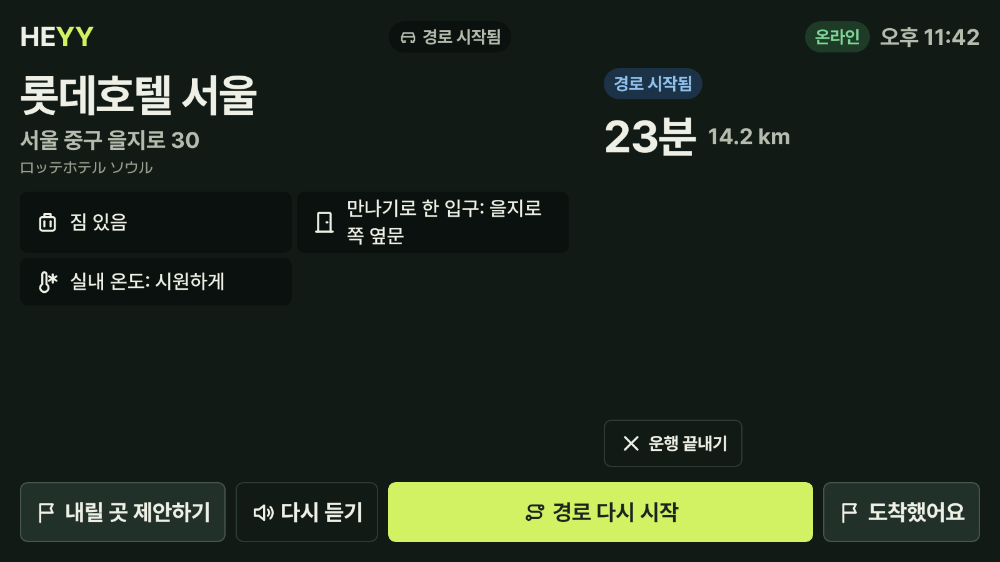 HEYY
경로 시작됨
온라인
오후 11:42
롯데호텔 서울
서울 중구 을지로 30
ロッテホテル ソウル
경로 시작됨
23분 14.2 km
짐 있음
만나기로 한 입구: 을지로
쪽 옆문
실내 온도: 시원하게
운행 끝내기
내릴 곳 제안하기
다시 듣기
경로 다시 시작
도착했어요